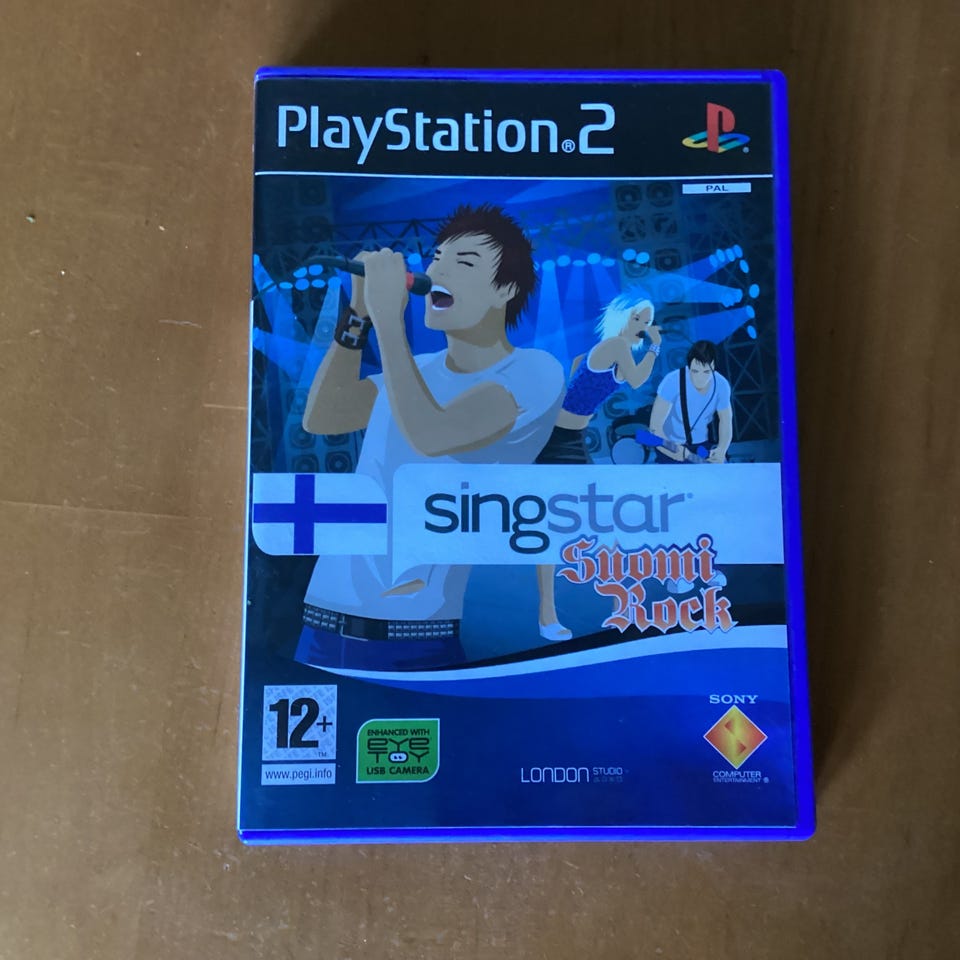 PlayStation®2
PAL
singstar
Suomi
Rock
12+
TM
www.pegi.info
ENHANCED WITH
EYE
TOY
USB CAMERA
LONDON STUDIO
SONY
COMPUTER
ENTERTAINMENT ®